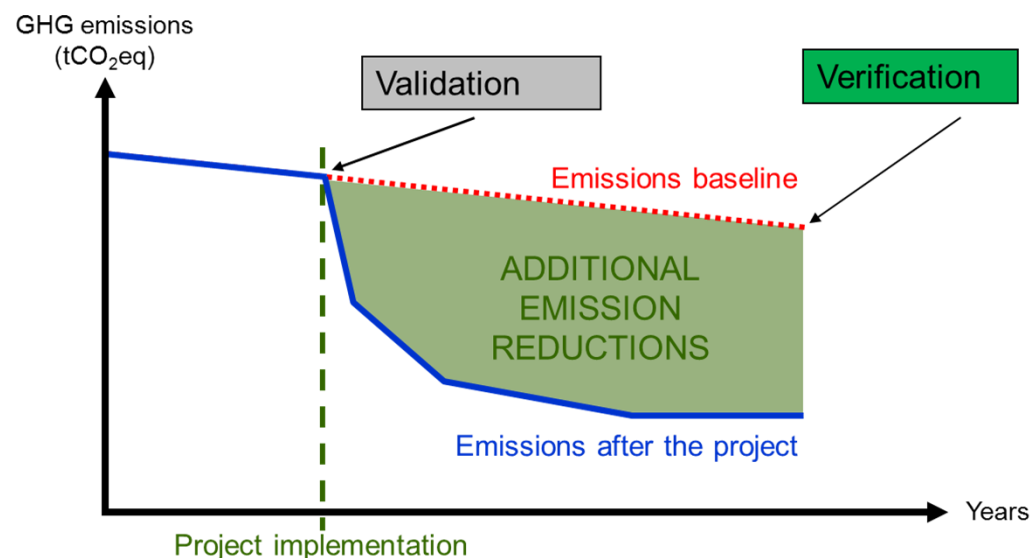 GHG emissions
(tCO₂eq)
Validation
Verification
Emissions baseline
ADDITIONAL
EMISSION
REDUCTIONS
Emissions after the project
Years
Project implementation